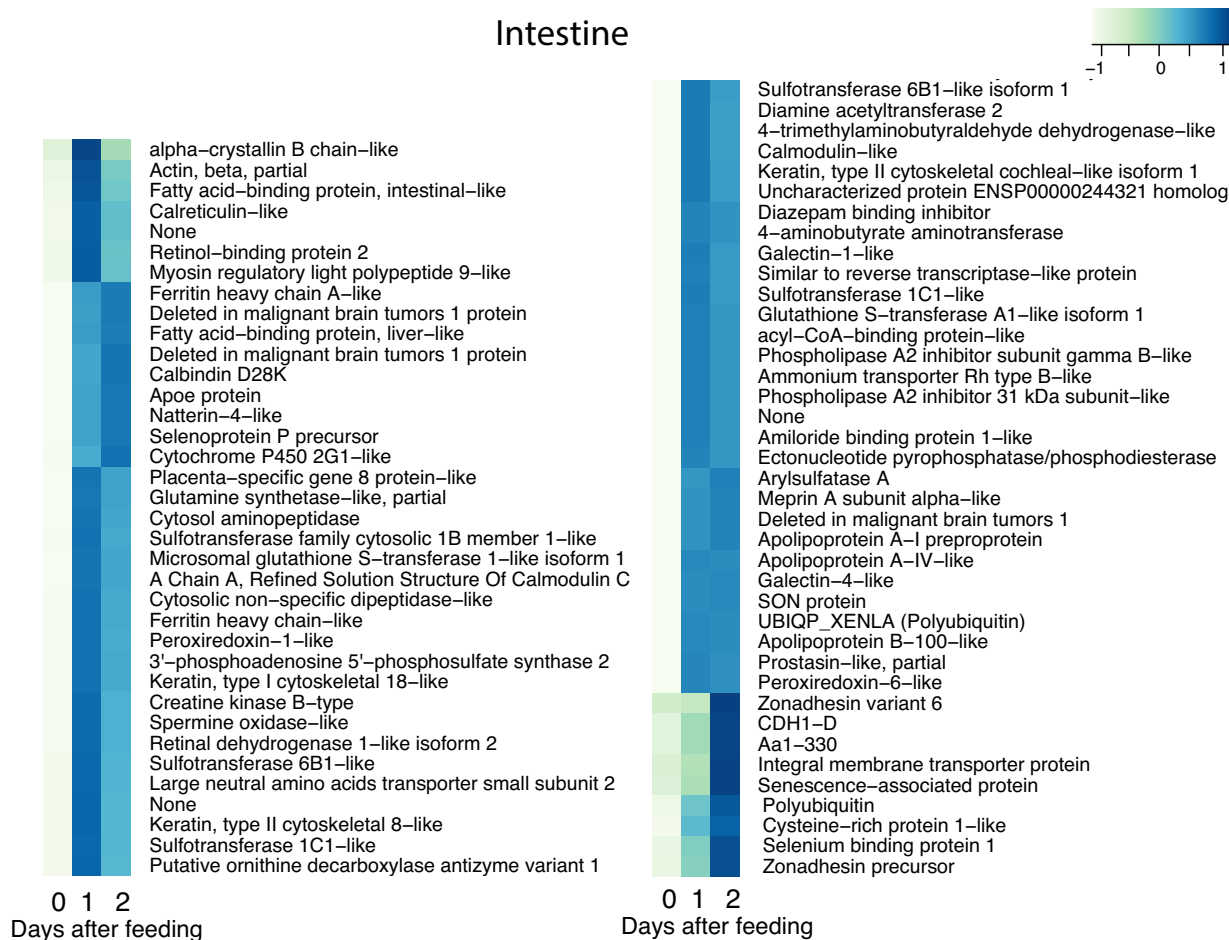 Intestine
−1 0 1
alpha−crystallin B chain−like
Actin, beta, partial
Fatty acid−binding protein, intestinal−like
Calreticulin−like
None
Retinol−binding protein 2
Myosin regulatory light polypeptide 9−like
Ferritin heavy chain A−like
Deleted in malignant brain tumors 1 protein
Fatty acid−binding protein, liver−like
Deleted in malignant brain tumors 1 protein
Calbindin D28K
Apoe protein
Natterin−4−like
Selenoprotein P precursor
Cytochrome P450 2G1−like
Placenta−specific gene 8 protein−like
Glutamine synthetase−like, partial
Cytosol aminopeptidase
Sulfotransferase family cytosolic 1B member 1−like
Microsomal glutathione S−transferase 1−like isoform 1
A Chain A, Refined Solution Structure Of Calmodulin C
Cytosolic non−specific dipeptidase−like
Ferritin heavy chain−like
Peroxiredoxin−1−like
3'−phosphoadenosine 5'−phosphosulfate synthase 2
Keratin, type I cytoskeletal 18−like
Creatine kinase B−type
Spermine oxidase−like
Retinal dehydrogenase 1−like isoform 2
Sulfotransferase 6B1−like
Large neutral amino acids transporter small subunit 2
None
Keratin, type II cytoskeletal 8−like
Sulfotransferase 1C1−like
Putative ornithine decarboxylase antizyme variant 1
0 1 2
Days after feeding
Sulfotransferase 6B1−like isoform 1
Diamine acetyltransferase 2
4−trimethylaminobutyraldehyde dehydrogenase−like
Calmodulin−like
Keratin, type II cytoskeletal cochleal−like isoform 1
Uncharacterized protein ENSP00000244321 homolog
Diazepam binding inhibitor
4−aminobutyrate aminotransferase
Galectin−1−like
Similar to reverse transcriptase−like protein
Sulfotransferase 1C1−like
Glutathione S−transferase A1−like isoform 1
acyl−CoA−binding protein−like
Phospholipase A2 inhibitor subunit gamma B−like
Ammonium transporter Rh type B−like
Phospholipase A2 inhibitor 31 kDa subunit−like
None
Amiloride binding protein 1−like
Ectonucleotide pyrophosphatase/phosphodiesterase
Arylsulfatase A
Meprin A subunit alpha−like
Deleted in malignant brain tumors 1
Apolipoprotein A−I preproprotein
Apolipoprotein A−IV−like
Galectin−4−like
SON protein
UBIQP_XENLA (Polyubiquitin)
Apolipoprotein B−100−like
Prostasin−like, partial
Peroxiredoxin−6−like
Zonadhesin variant 6
CDH1−D
Aa1−330
Integral membrane transporter protein
Senescence−associated protein
Polyubiquitin
Cysteine−rich protein 1−like
Selenium binding protein 1
Zonadhesin precursor
0 1 2
Days after feeding